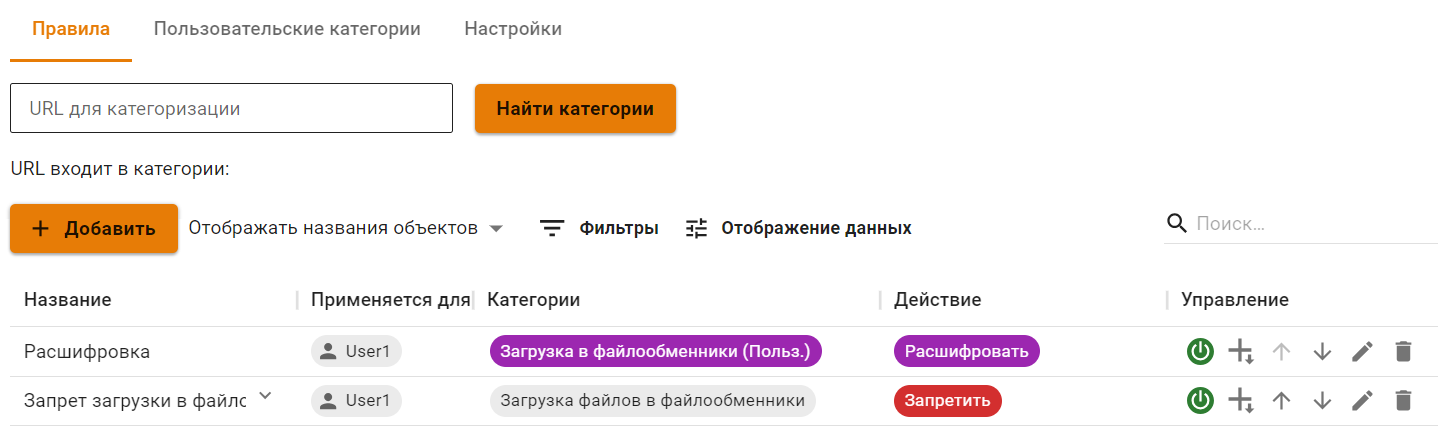 Правила Пользовательские категории Настройки
URL для категоризации Найти категории
URL входит в категории:
Добавить Отображать названия объектов Фильтры Отображение данных Поиск...
Название Применяется для Категории Действие Управление
Расшифровка User1 Загрузка в файлообменники (Польз.) Расшифровать
Запрет загрузки в файлс User1 Загрузка файлов в файлообменники Запретить